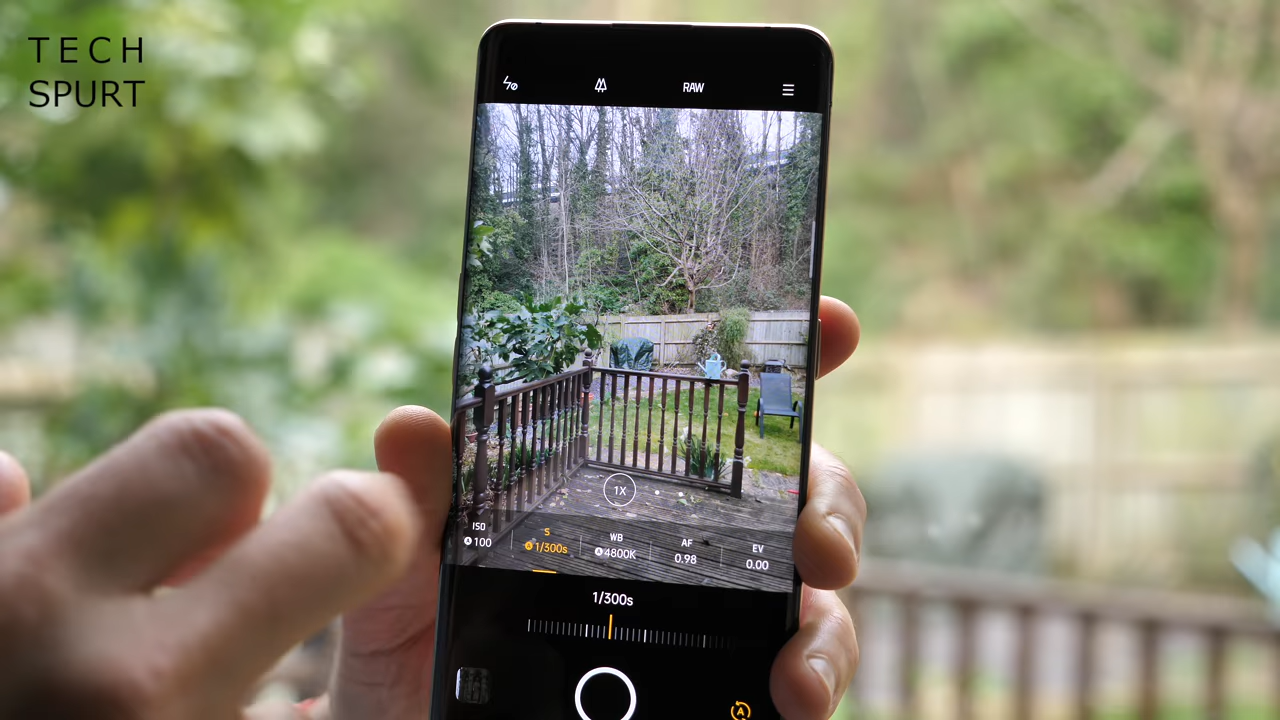 TECH
SPURT
RAW
1X
ISO
100
S
1/300s
WB
4800K
AF
0.98
EV
0.00
1/300s
A